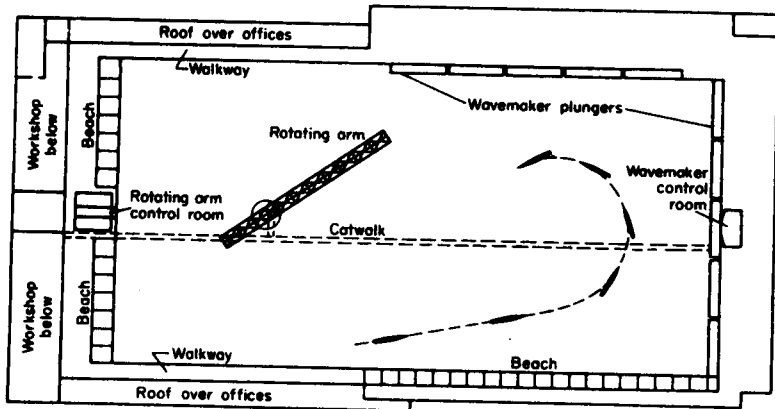 Roof over offices
Walkway
Wavemaker plungers
Workshop
below
Beach
Rotating arm
Wavemaker
control
room
Rotating arm
control room
Catwalk
Workshop
below
Beach
Walkway
Beach
Roof over offices